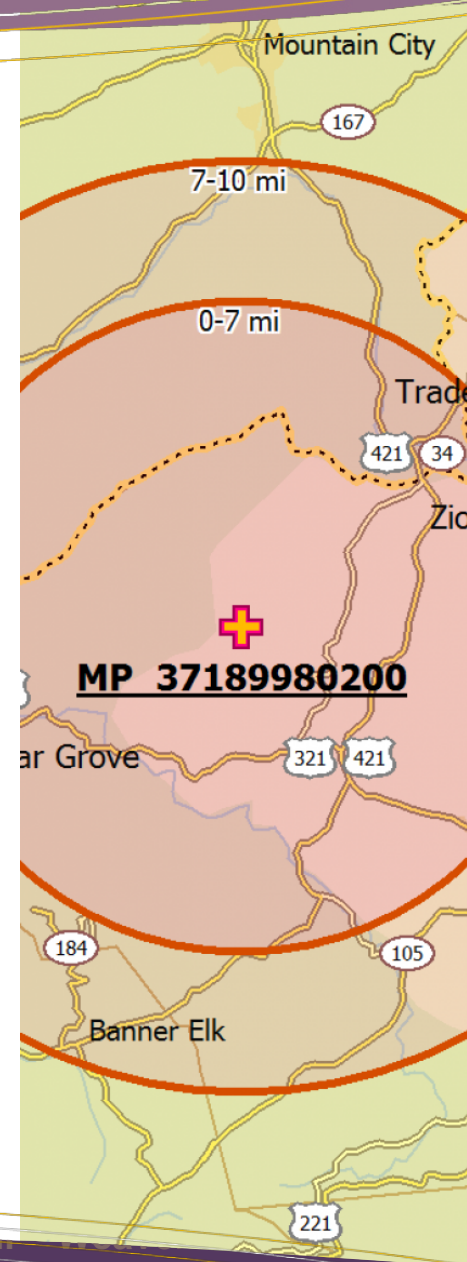 Mountain City
167
7-10 mi
0-7 mi
Trade
421
34
Zio
MP 37189980200
ar Grove
321
421
184
105
Banner Elk
221